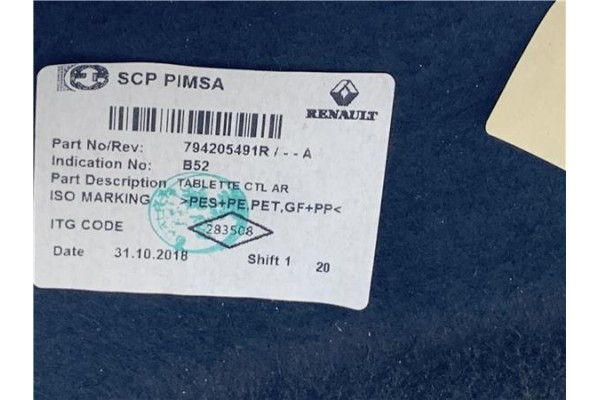 SCP PIMSA
RENAULT
Part No/Rev: 794205491R / - - A
Indication No: B52
Part Description TABLETTE CTL AR
ISO MARKING >PES+PE,PET,GF+PP<
ITG CODE 283508
Date 31.10.2018 Shift 1 20